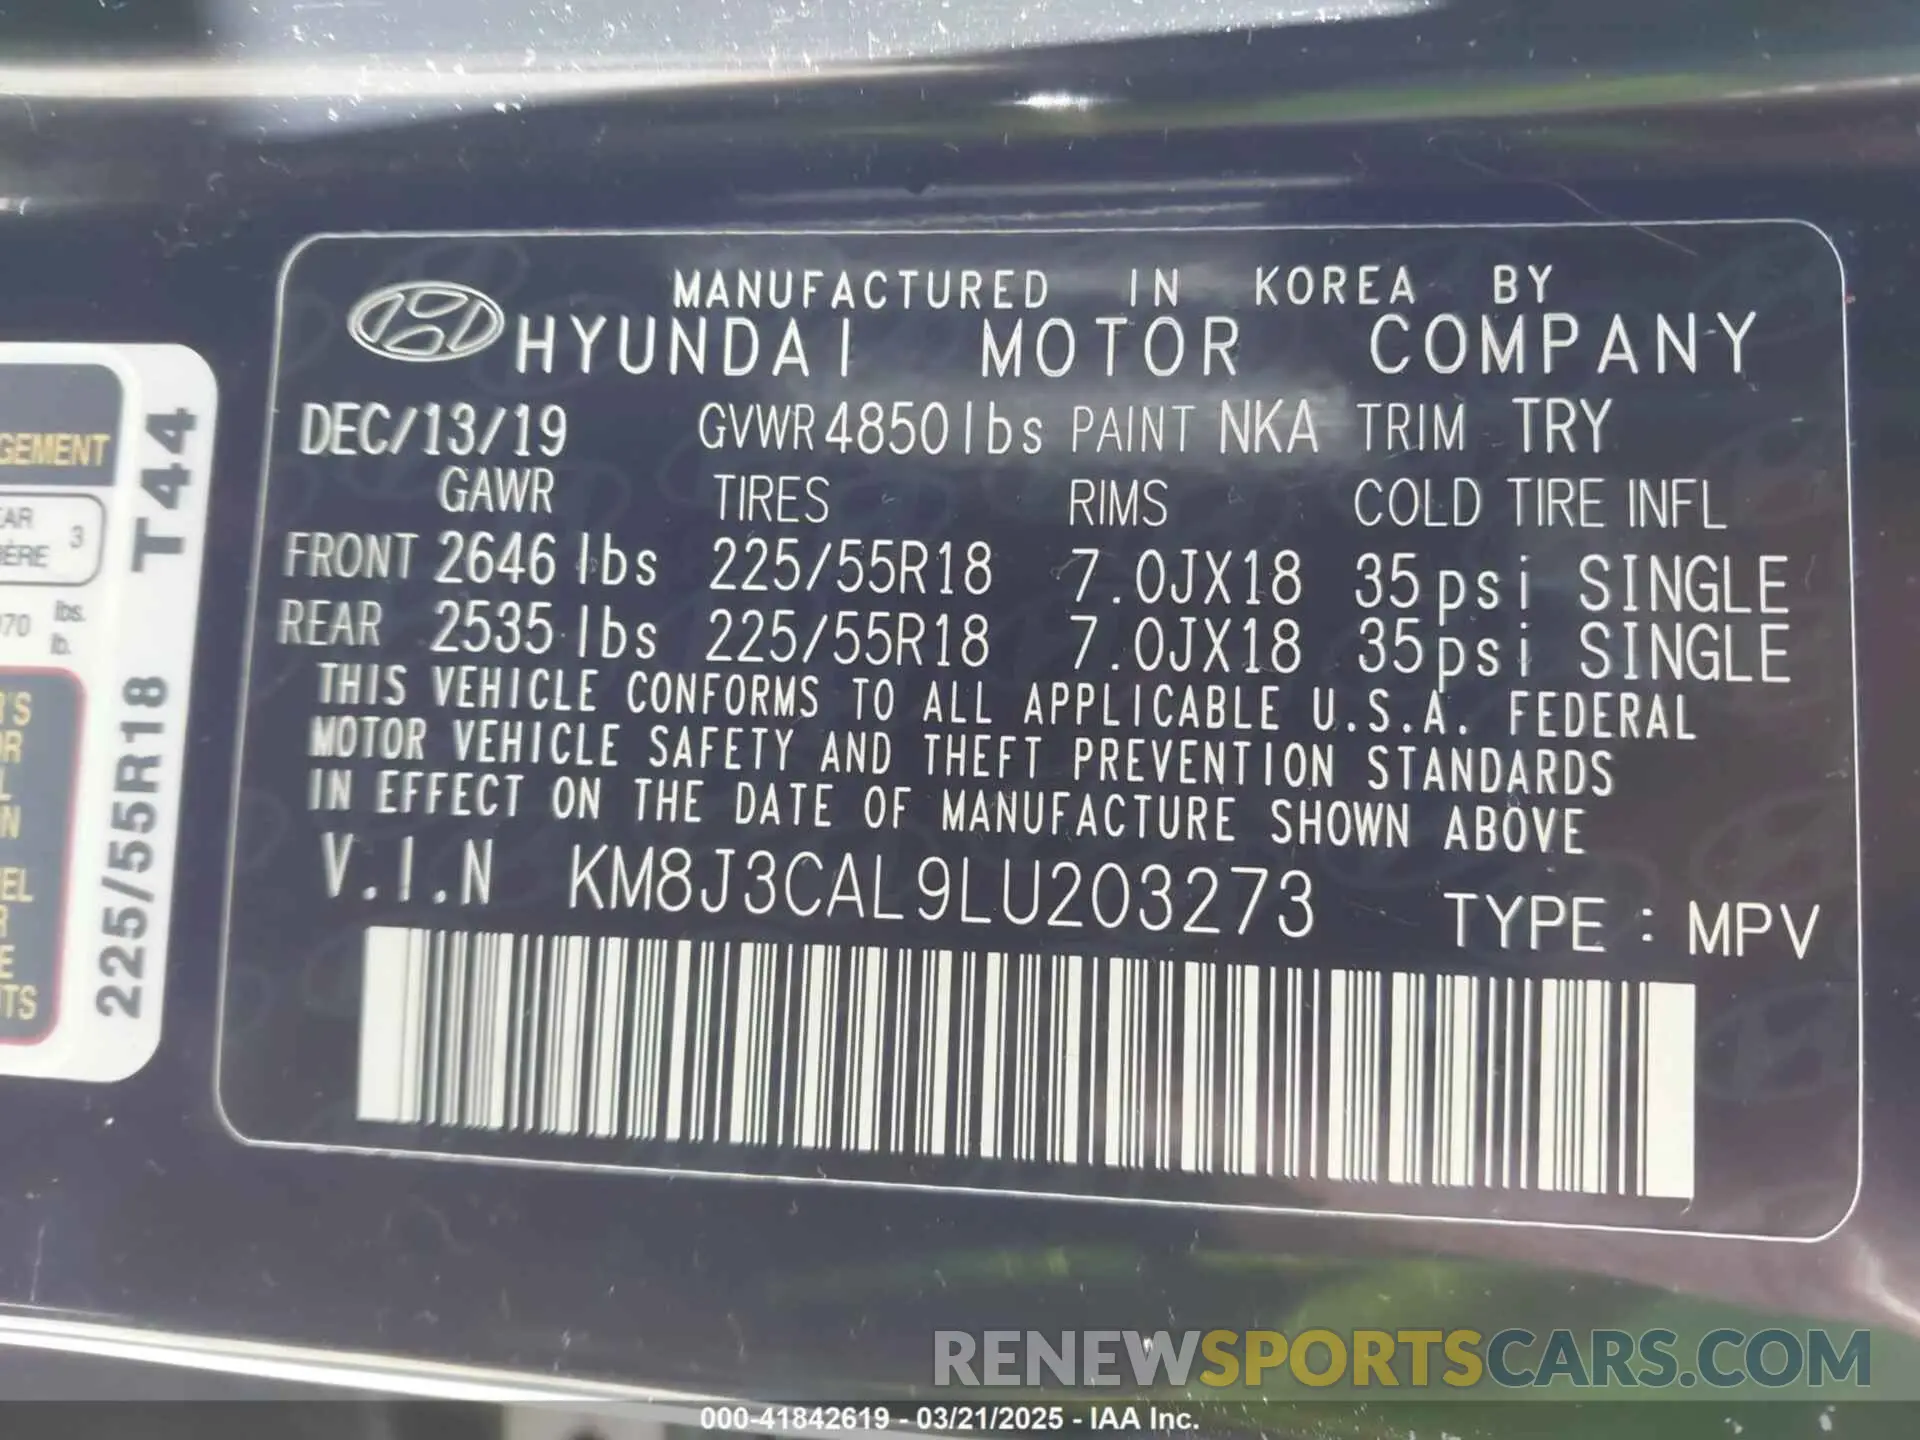 MANUFACTURED IN KOREA BY
HYUNDAI MOTOR COMPANY
DEC/13/19 GVWR 4850lbs PAINT NKA TRIM TRY
GAWR TIRES RIMS COLD TIRE INFL
FRONT 2646 lbs 225/55R18 7.0JX18 35psi SINGLE
REAR 2535 lbs 225/55R18 7.0JX18 35psi SINGLE
THIS VEHICLE CONFORMS TO ALL APPLICABLE U.S.A. FEDERAL
MOTOR VEHICLE SAFETY AND THEFT PREVENTION STANDARDS
IN EFFECT ON THE DATE OF MANUFACTURE SHOWN ABOVE
V.I.N KM8J3CAL9LU203273 TYPE : MPV
T44
225/55R18
GEMENT
3
lbs.
lb.
RENEWSPORTSCARS.COM
000-41842619 - 03/21/2025 - IAA Inc.